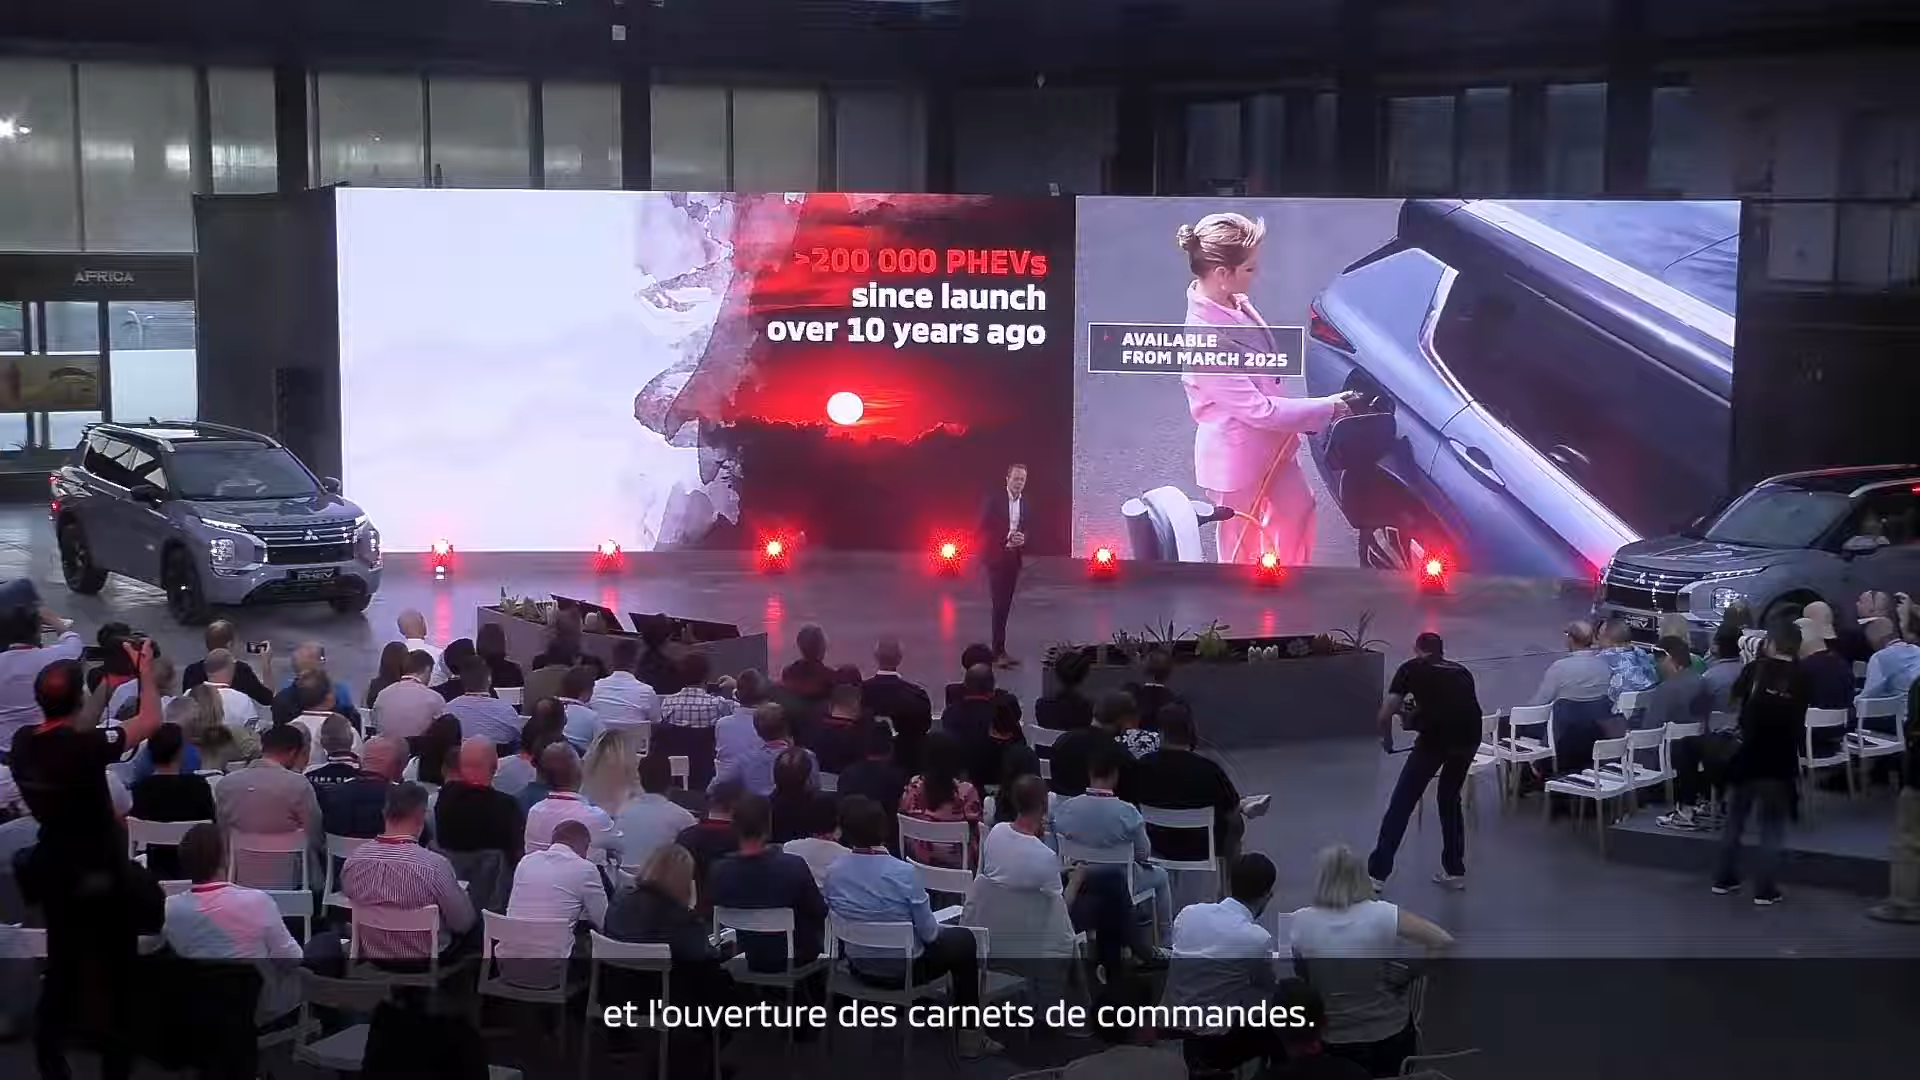 AFRICA
>200 000 PHEVs
since launch
over 10 years ago
AVAILABLE
FROM MARCH 2025
PHEV
et l'ouverture des carnets de commandes.